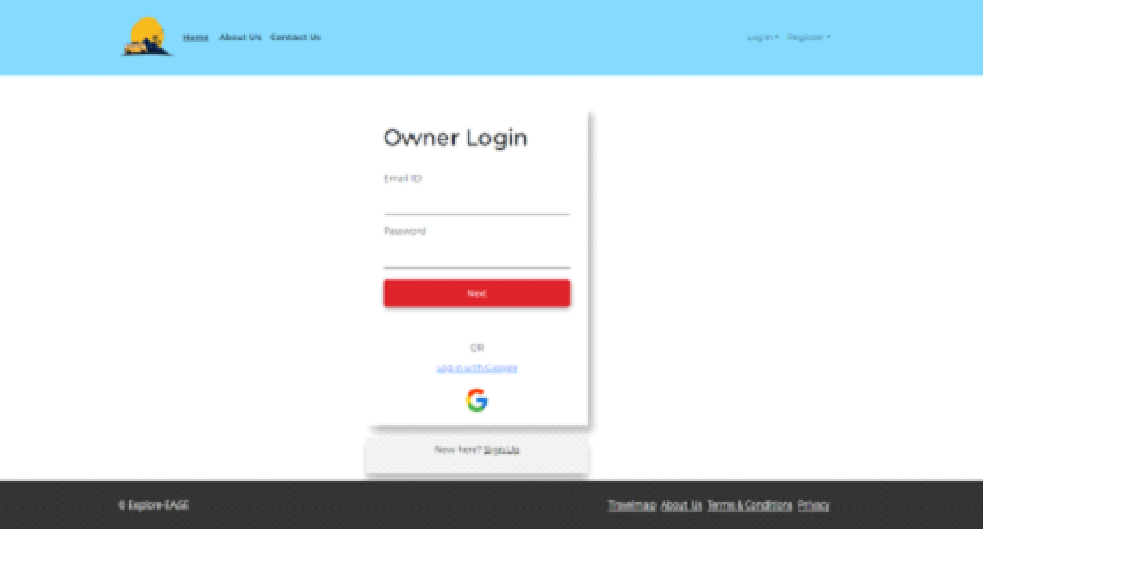 Home About Us Contact Us Login Register
Owner Login
Email ID
Password
Next
OR
Log in with Google
New here? Sign Up
© Explore-EASE Travelmap About Us Terms & Conditions Privacy